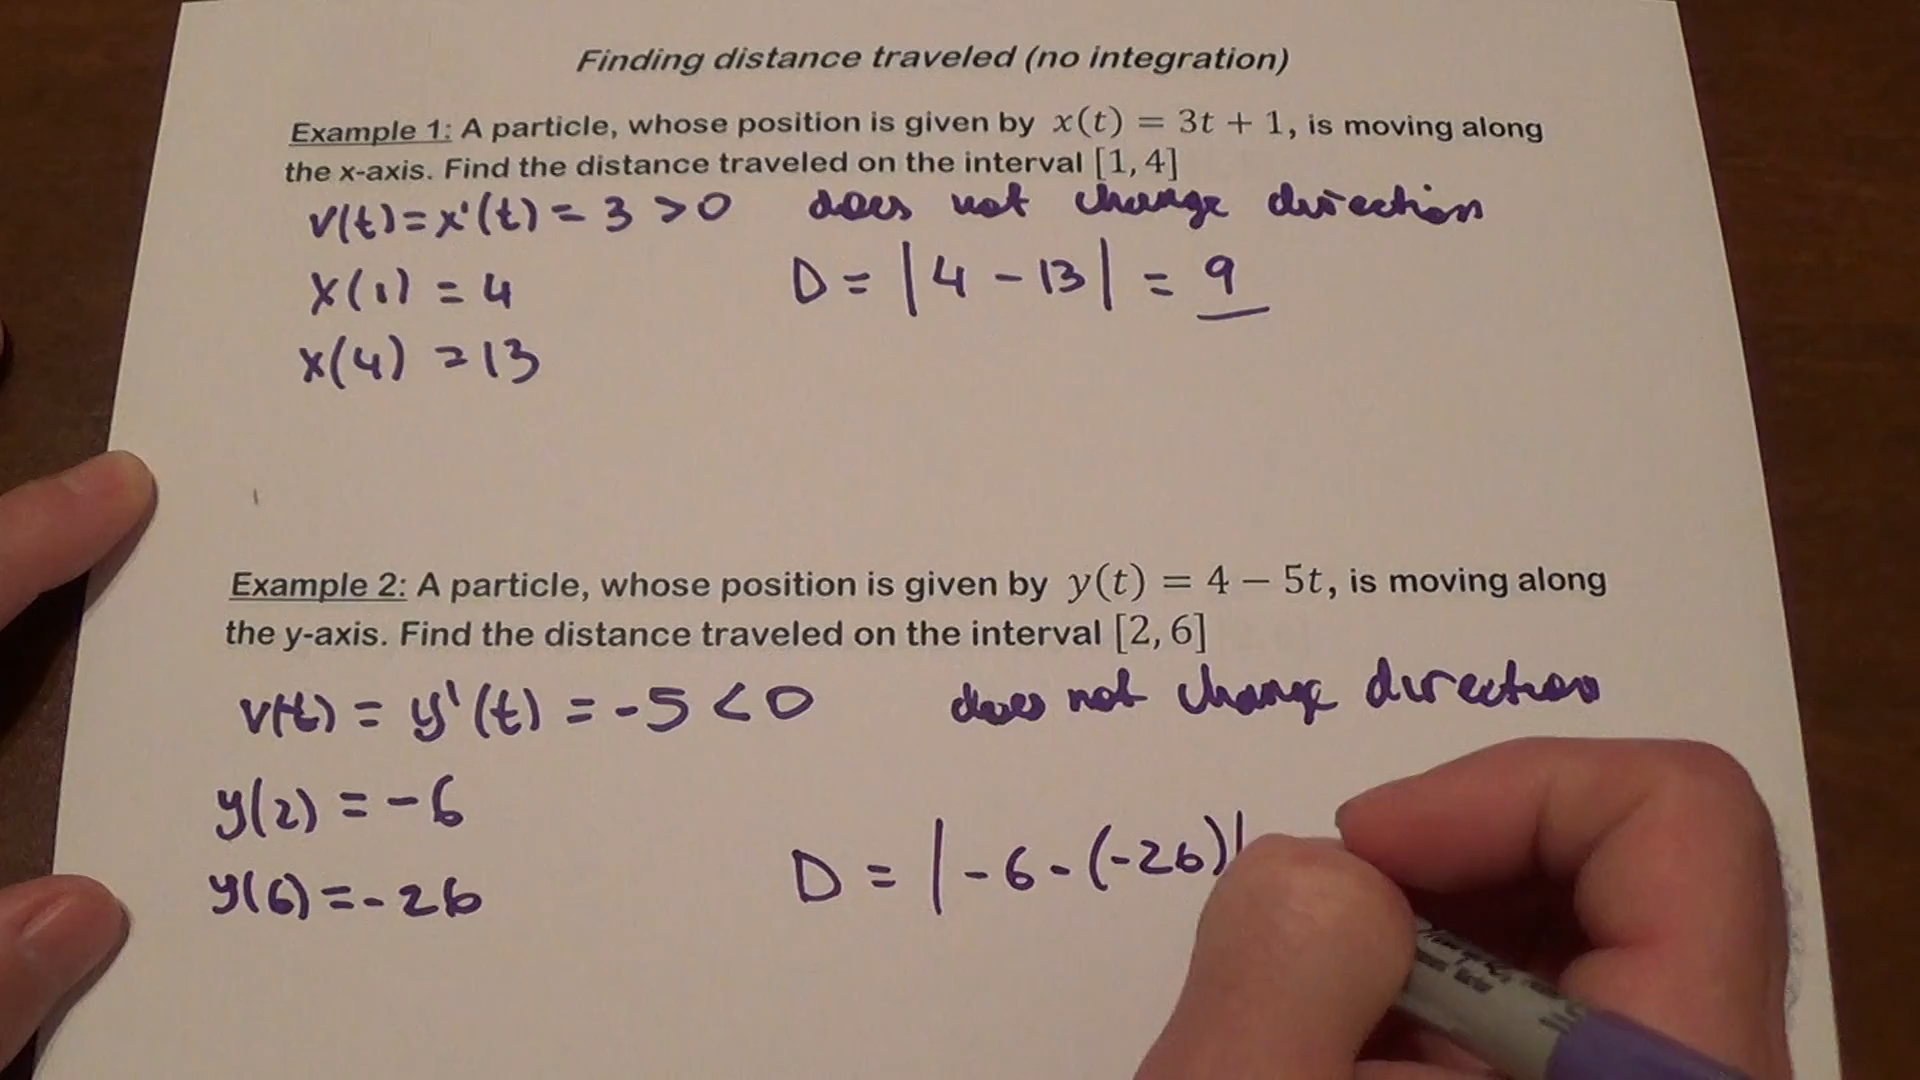 Finding distance traveled (no integration)
Example 1: A particle, whose position is given by x(t) = 3t + 1, is moving along
the x-axis. Find the distance traveled on the interval [1, 4]
v(t) = x'(t) = 3 > 0 does not change direction
x(1) = 4 D = |4 - 13| = 9
x(4) = 13
Example 2: A particle, whose position is given by y(t) = 4 − 5t, is moving along
the y-axis. Find the distance traveled on the interval [2, 6]
v(t) = y'(t) = -5 < 0 does not change direction
y(2) = -6
y(6) = -26 D = |-6 - (-26)|